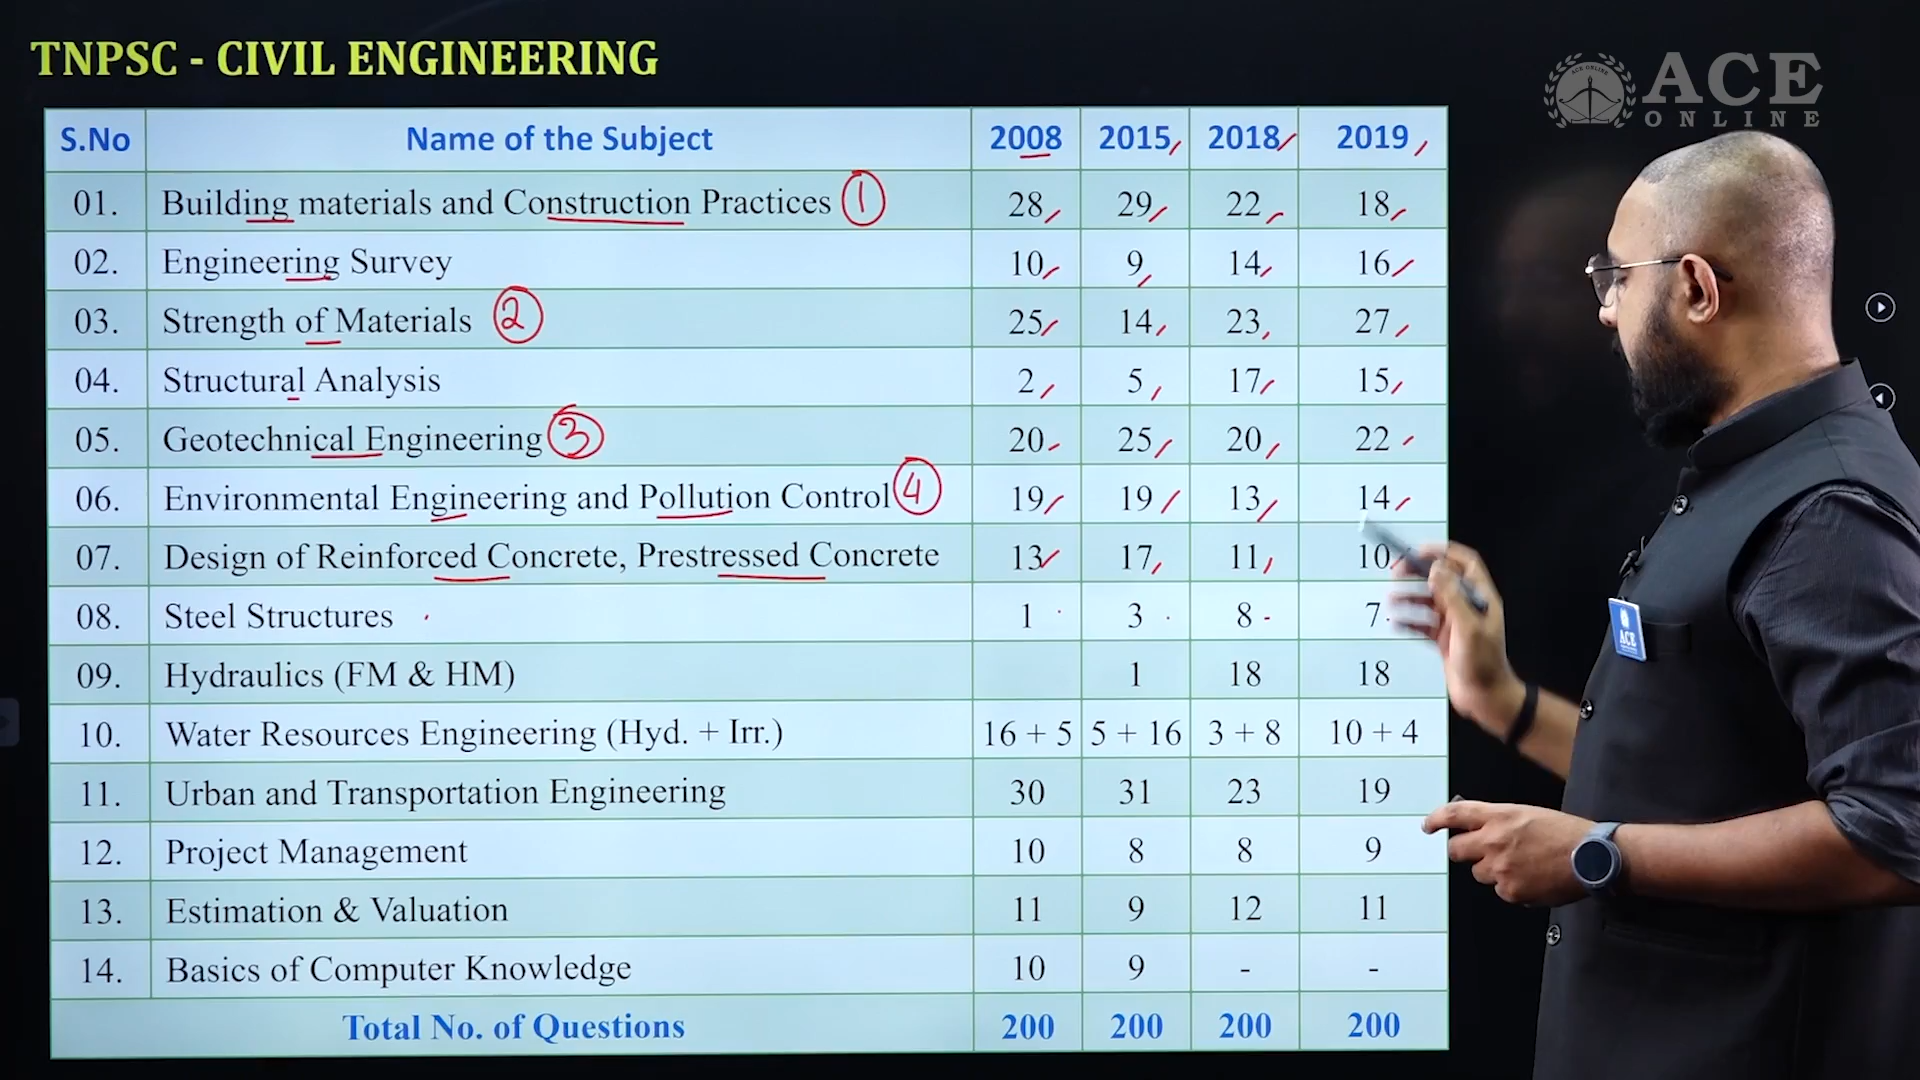 TNPSC - CIVIL ENGINEERING
ACE
ONLINE
S.No Name of the Subject 2008 2015 2018 2019
01. Building materials and Construction Practices 1 28 29 22 18
02. Engineering Survey 10 9 14 16
03. Strength of Materials 2 25 14 23 27
04. Structural Analysis 2 5 17 15
05. Geotechnical Engineering 3 20 25 20 22
06. Environmental Engineering and Pollution Control 4 19 19 13 14
07. Design of Reinforced Concrete, Prestressed Concrete 13 17 11 10
08. Steel Structures 1 3 8 7
09. Hydraulics (FM & HM) 1 18 18
10. Water Resources Engineering (Hyd. + Irr.) 16 + 5 5 + 16 3 + 8 10 + 4
11. Urban and Transportation Engineering 30 31 23 19
12. Project Management 10 8 8 9
13. Estimation & Valuation 11 9 12 11
14. Basics of Computer Knowledge 10 9 - -
Total No. of Questions 200 200 200 200
ACE